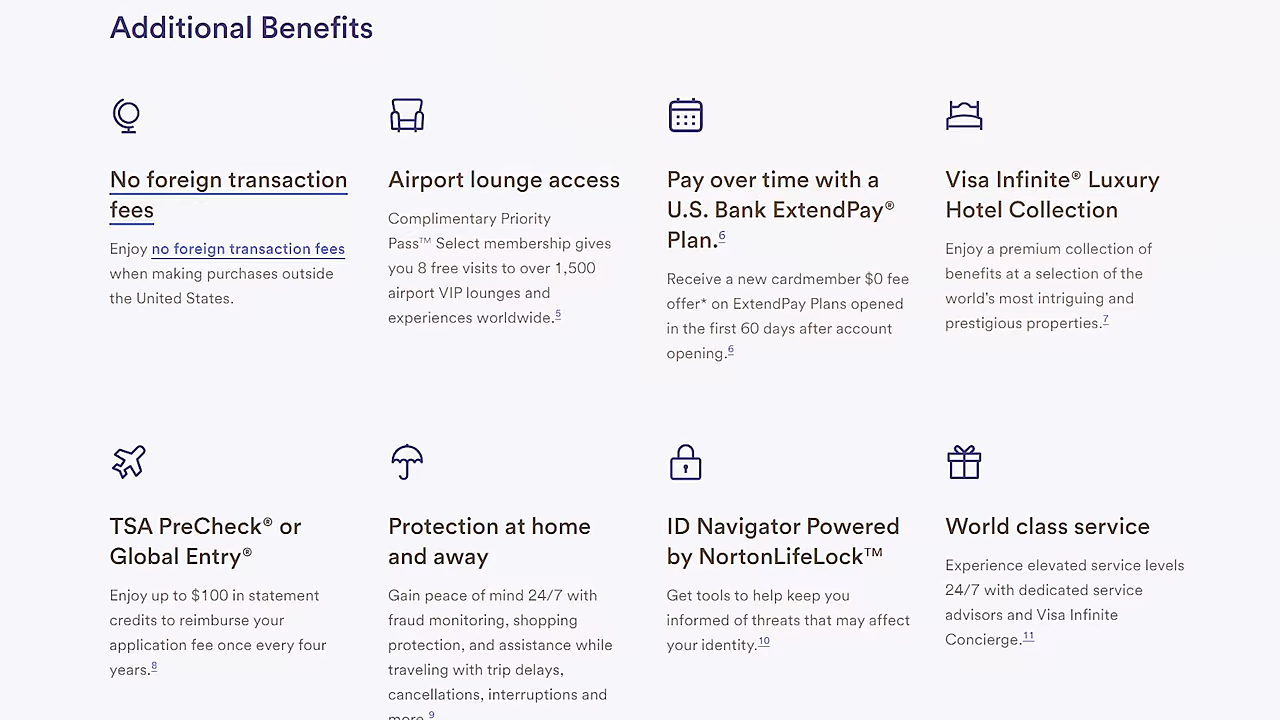 Additional Benefits
No foreign transaction
fees
Enjoy no foreign transaction fees
when making purchases outside
the United States.
Airport lounge access
Complimentary Priority
Pass™ Select membership gives
you 8 free visits to over 1,500
airport VIP lounges and
experiences worldwide.5
Pay over time with a
U.S. Bank ExtendPay®
Plan.6
Receive a new cardmember $0 fee
offer* on ExtendPay Plans opened
in the first 60 days after account
opening.6
Visa Infinite® Luxury
Hotel Collection
Enjoy a premium collection of
benefits at a selection of the
world's most intriguing and
prestigious properties.7
TSA PreCheck® or
Global Entry®
Enjoy up to $100 in statement
credits to reimburse your
application fee once every four
years.8
Protection at home
and away
Gain peace of mind 24/7 with
fraud monitoring, shopping
protection, and assistance while
traveling with trip delays,
cancellations, interruptions and
more.9
ID Navigator Powered
by NortonLifeLock™
Get tools to help keep you
informed of threats that may affect
your identity.10
World class service
Experience elevated service levels
24/7 with dedicated service
advisors and Visa Infinite
Concierge.11